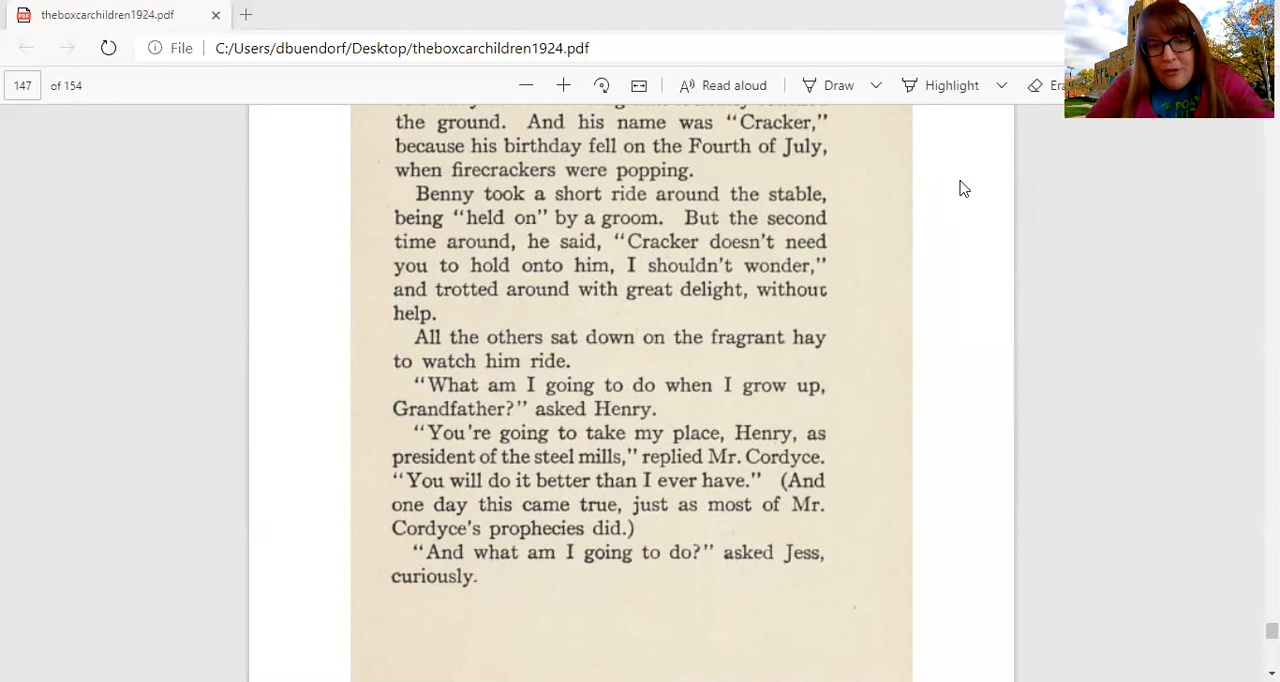 theboxcarchildren1924.pdf
File C:/Users/dbuendorf/Desktop/theboxcarchildren1924.pdf
147 of 154 Read aloud Draw Highlight
the ground. And his name was "Cracker,"
because his birthday fell on the Fourth of July,
when firecrackers were popping.
Benny took a short ride around the stable,
being "held on" by a groom. But the second
time around, he said, "Cracker doesn't need
you to hold onto him, I shouldn't wonder,"
and trotted around with great delight, without
help.
All the others sat down on the fragrant hay
to watch him ride.
"What am I going to do when I grow up,
Grandfather?" asked Henry.
"You're going to take my place, Henry, as
president of the steel mills," replied Mr. Cordyce.
"You will do it better than I ever have." (And
one day this came true, just as most of Mr.
Cordyce's prophecies did.)
"And what am I going to do?" asked Jess,
curiously.